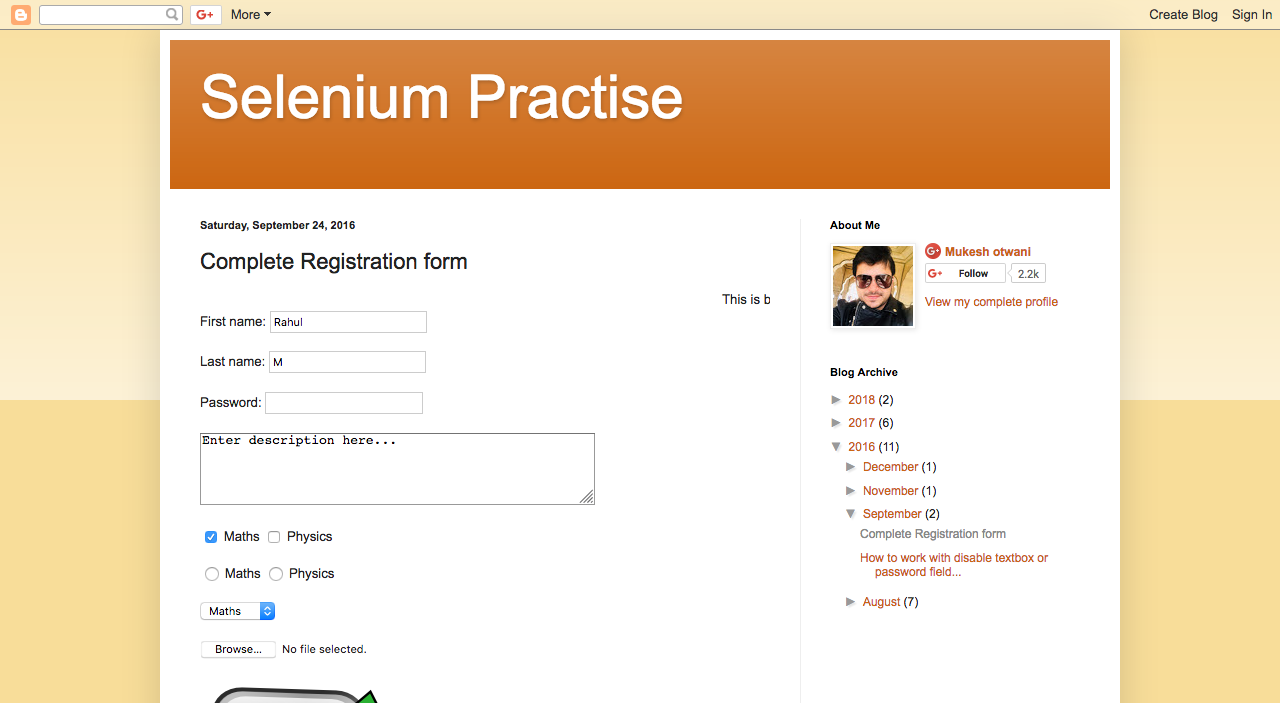 More Create Blog Sign In
Selenium Practise
Saturday, September 24, 2016
Complete Registration form
This is b
First name: Rahul
Last name: M
Password:
Enter description here...
Maths Physics
Maths Physics
Maths
Browse... No file selected.
About Me
G+ Mukesh otwani
G+ Follow 2.2k
View my complete profile
Blog Archive
► 2018 (2)
► 2017 (6)
▼ 2016 (11)
► December (1)
► November (1)
▼ September (2)
Complete Registration form
How to work with disable textbox or
password field...
► August (7)